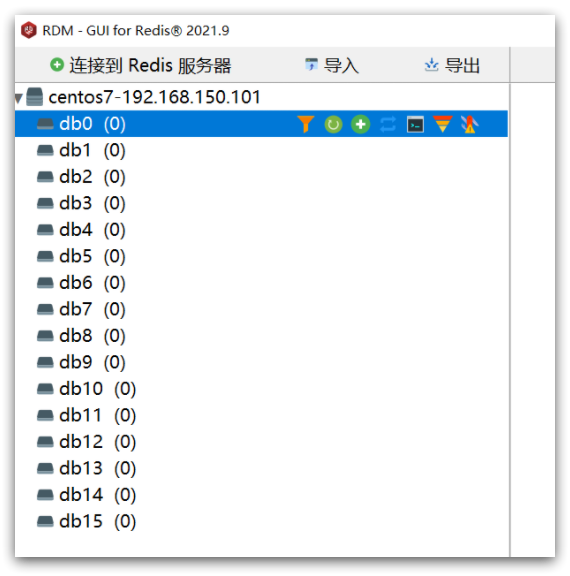 RDM - GUI for Redis® 2021.9
连接到 Redis 服务器 导入 导出
centos7-192.168.150.101
db0 (0)
db1 (0)
db2 (0)
db3 (0)
db4 (0)
db5 (0)
db6 (0)
db7 (0)
db8 (0)
db9 (0)
db10 (0)
db11 (0)
db12 (0)
db13 (0)
db14 (0)
db15 (0)